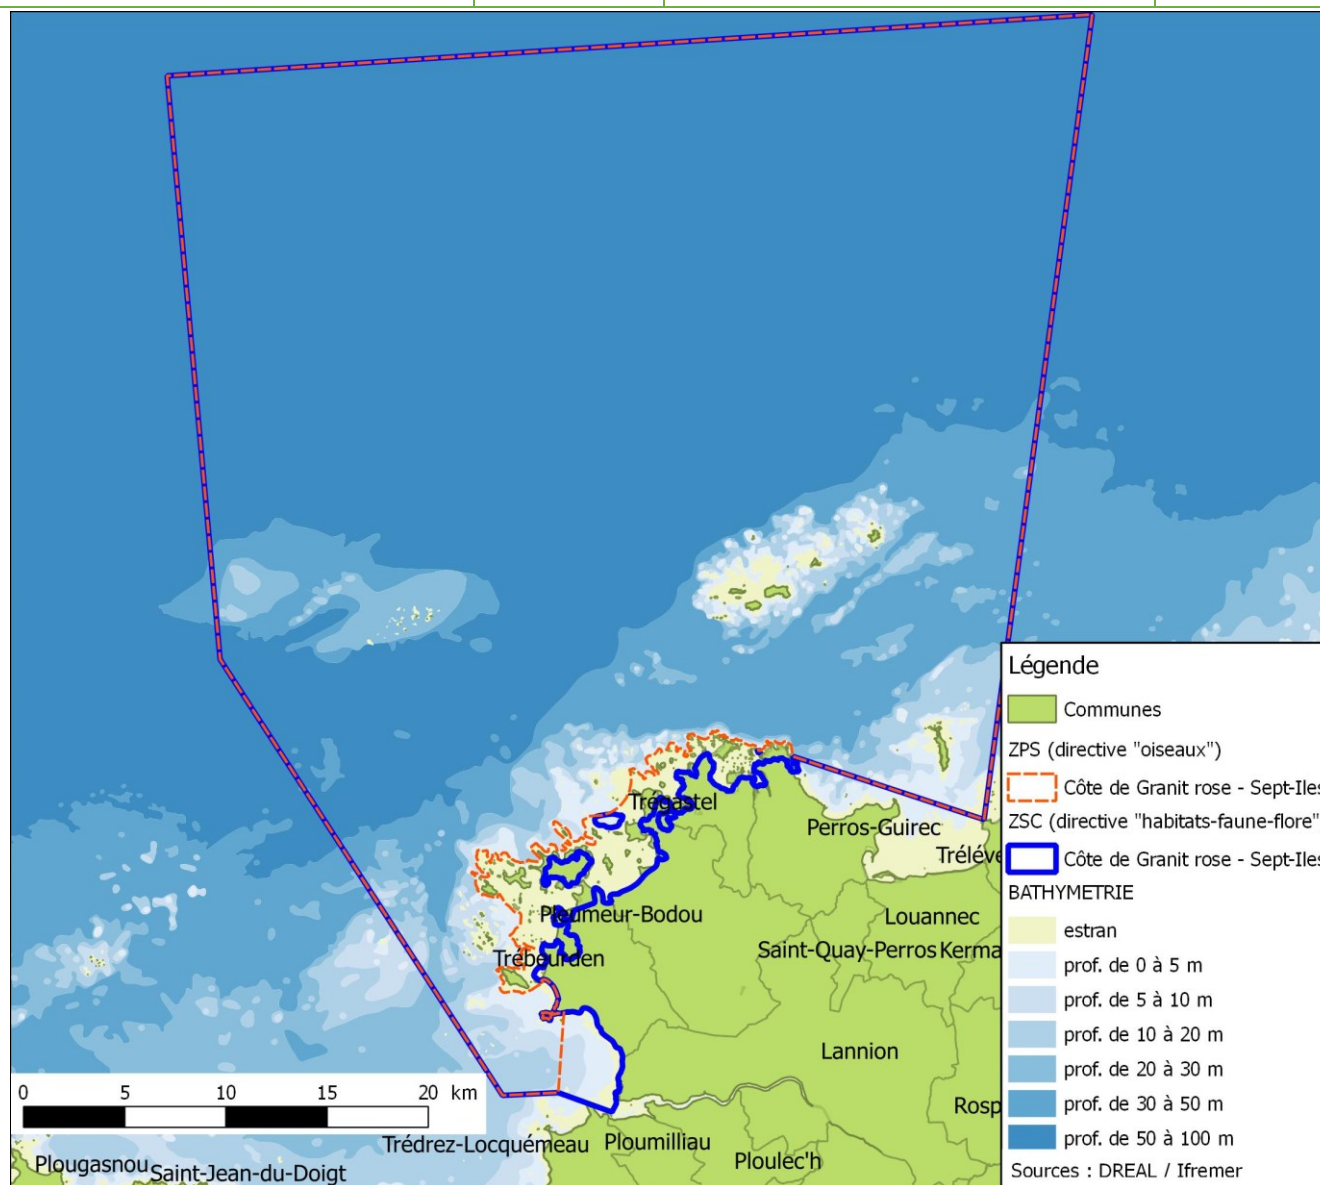 Trégastel
Perros-Guirec
Tréléve
Pleumeur-Bodou
Louannec
Saint-Quay-Perros
Kerma
Trébeurden
Lannion
Rosp
Trédrez-Locquémeau
Ploumilliau
Ploulec'h
Plougasnou
Saint-Jean-du-Doigt
0 5 10 15 20 km
Légende
Communes
ZPS (directive "oiseaux")
Côte de Granit rose - Sept-Iles
ZSC (directive "habitats-faune-flore"
Côte de Granit rose - Sept-Iles
BATHYMETRIE
estran
prof. de 0 à 5 m
prof. de 5 à 10 m
prof. de 10 à 20 m
prof. de 20 à 30 m
prof. de 30 à 50 m
prof. de 50 à 100 m
Sources : DREAL / Ifremer